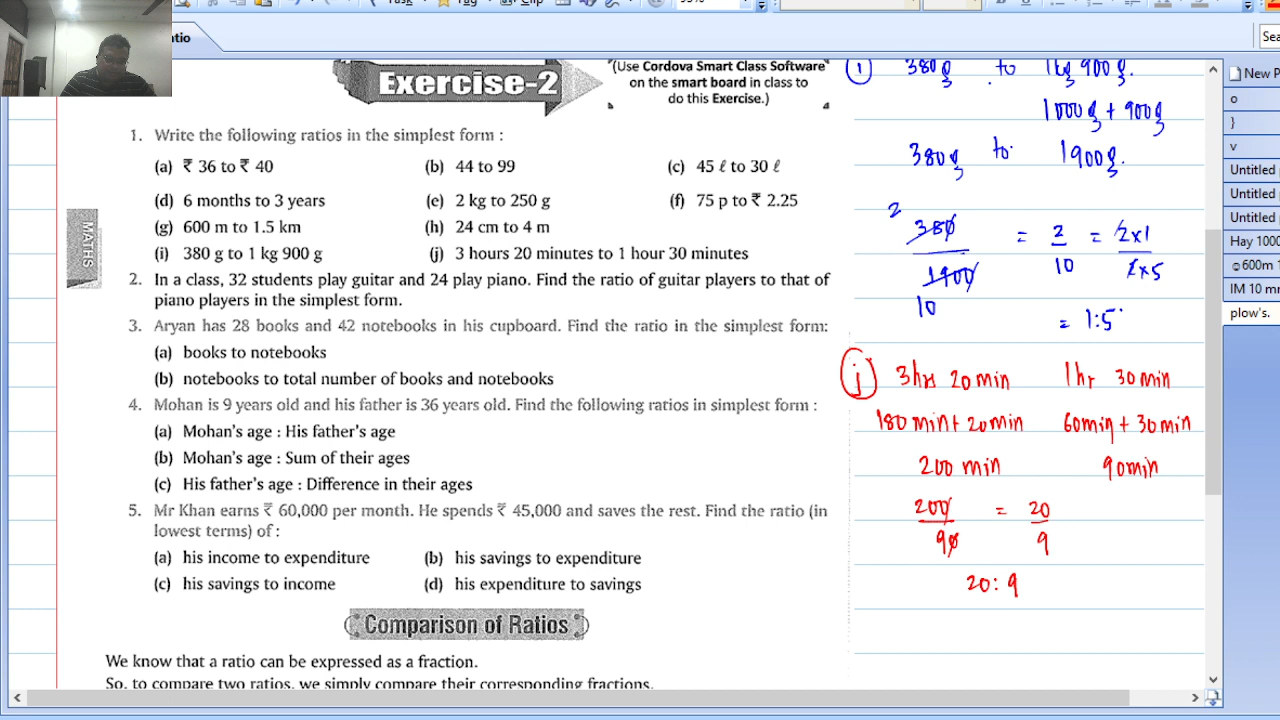 tio
Exercise-2
(Use Cordova Smart Class Software
on the smart board in class to
do this Exercise.)
1. Write the following ratios in the simplest form :
(a) ₹ 36 to ₹ 40
(b) 44 to 99
(c) 45 ℓ to 30 ℓ
(d) 6 months to 3 years
(e) 2 kg to 250 g
(f) 75 p to ₹ 2.25
(g) 600 m to 1.5 km
(h) 24 cm to 4 m
(i) 380 g to 1 kg 900 g
(j) 3 hours 20 minutes to 1 hour 30 minutes
MATHS
2. In a class, 32 students play guitar and 24 play piano. Find the ratio of guitar players to that of
piano players in the simplest form.
3. Aryan has 28 books and 42 notebooks in his cupboard. Find the ratio in the simplest form:
(a) books to notebooks
(b) notebooks to total number of books and notebooks
4. Mohan is 9 years old and his father is 36 years old. Find the following ratios in simplest form :
(a) Mohan's age : His father's age
(b) Mohan's age : Sum of their ages
(c) His father's age : Difference in their ages
5. Mr Khan earns ₹ 60,000 per month. He spends ₹ 45,000 and saves the rest. Find the ratio (in
lowest terms) of :
(a) his income to expenditure
(b) his savings to expenditure
(c) his savings to income
(d) his expenditure to savings
Comparison of Ratios
We know that a ratio can be expressed as a fraction.
So, to compare two ratios, we simply compare their corresponding fractions.
(i) 380g to 1kg 900g.
1000g + 900g
380g to 1900g.
2
380 = 2 = 2x1
1900 10 2x5
10
= 1:5
(j) 3hrs 20min 1hr 30min
180 min + 20min 60min + 30min
200 min 90min
200 = 20
90 9
20:9
Sea
New P
o
}
v
Untitled
Untitled
Untitled
Hay 1000
600m
IM 10 m
plow's.